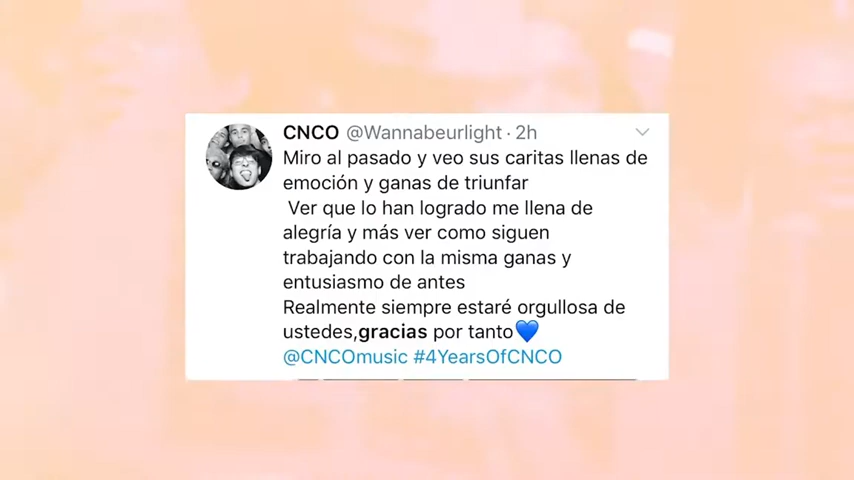 CNCO @Wannabeurlight · 2h
Miro al pasado y veo sus caritas llenas de
emoción y ganas de triunfar
Ver que lo han logrado me llena de
alegría y más ver como siguen
trabajando con la misma ganas y
entusiasmo de antes
Realmente siempre estaré orgullosa de
ustedes,gracias por tanto💙
@CNCOmusic #4YearsOfCNCO